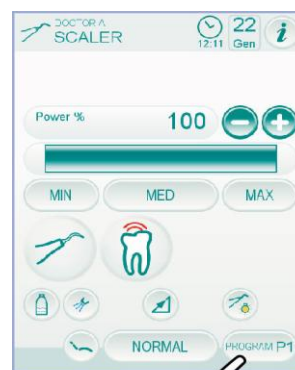 DOCTOR A
SCALER
12:11
22
Gen
i
Power %
100
MIN
MED
MAX
NORMAL
PROGRAM P1